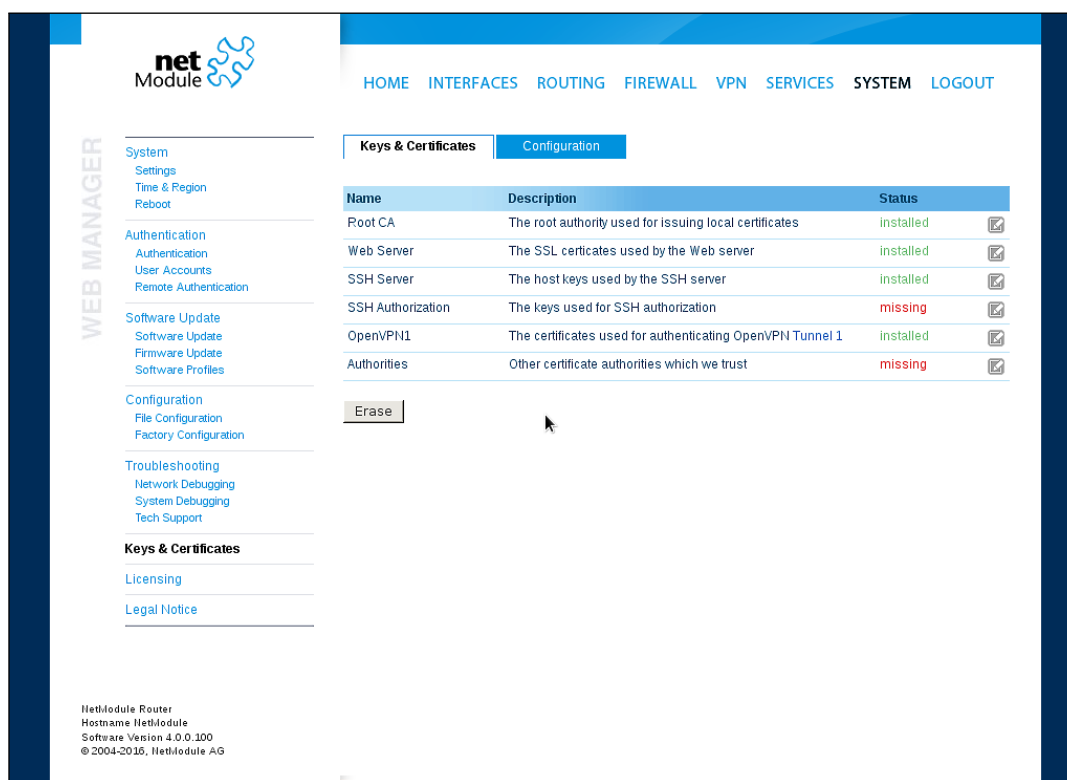 net
Module
HOME INTERFACES ROUTING FIREWALL VPN SERVICES SYSTEM LOGOUT
WEB MANAGER
System
Settings
Time & Region
Reboot
Authentication
Authentication
User Accounts
Remote Authentication
Software Update
Software Update
Firmware Update
Software Profiles
Configuration
File Configuration
Factory Configuration
Troubleshooting
Network Debugging
System Debugging
Tech Support
Keys & Certificates
Licensing
Legal Notice
Keys & Certificates Configuration
Name Description Status
Root CA The root authority used for issuing local certificates installed
Web Server The SSL certicates used by the Web server installed
SSH Server The host keys used by the SSH server installed
SSH Authorization The keys used for SSH authorization missing
OpenVPN1 The certificates used for authenticating OpenVPN Tunnel 1 installed
Authorities Other certificate authorities which we trust missing
Erase
NetModule Router
Hostname NetModule
Software Version 4.0.0.100
© 2004-2016, NetModule AG